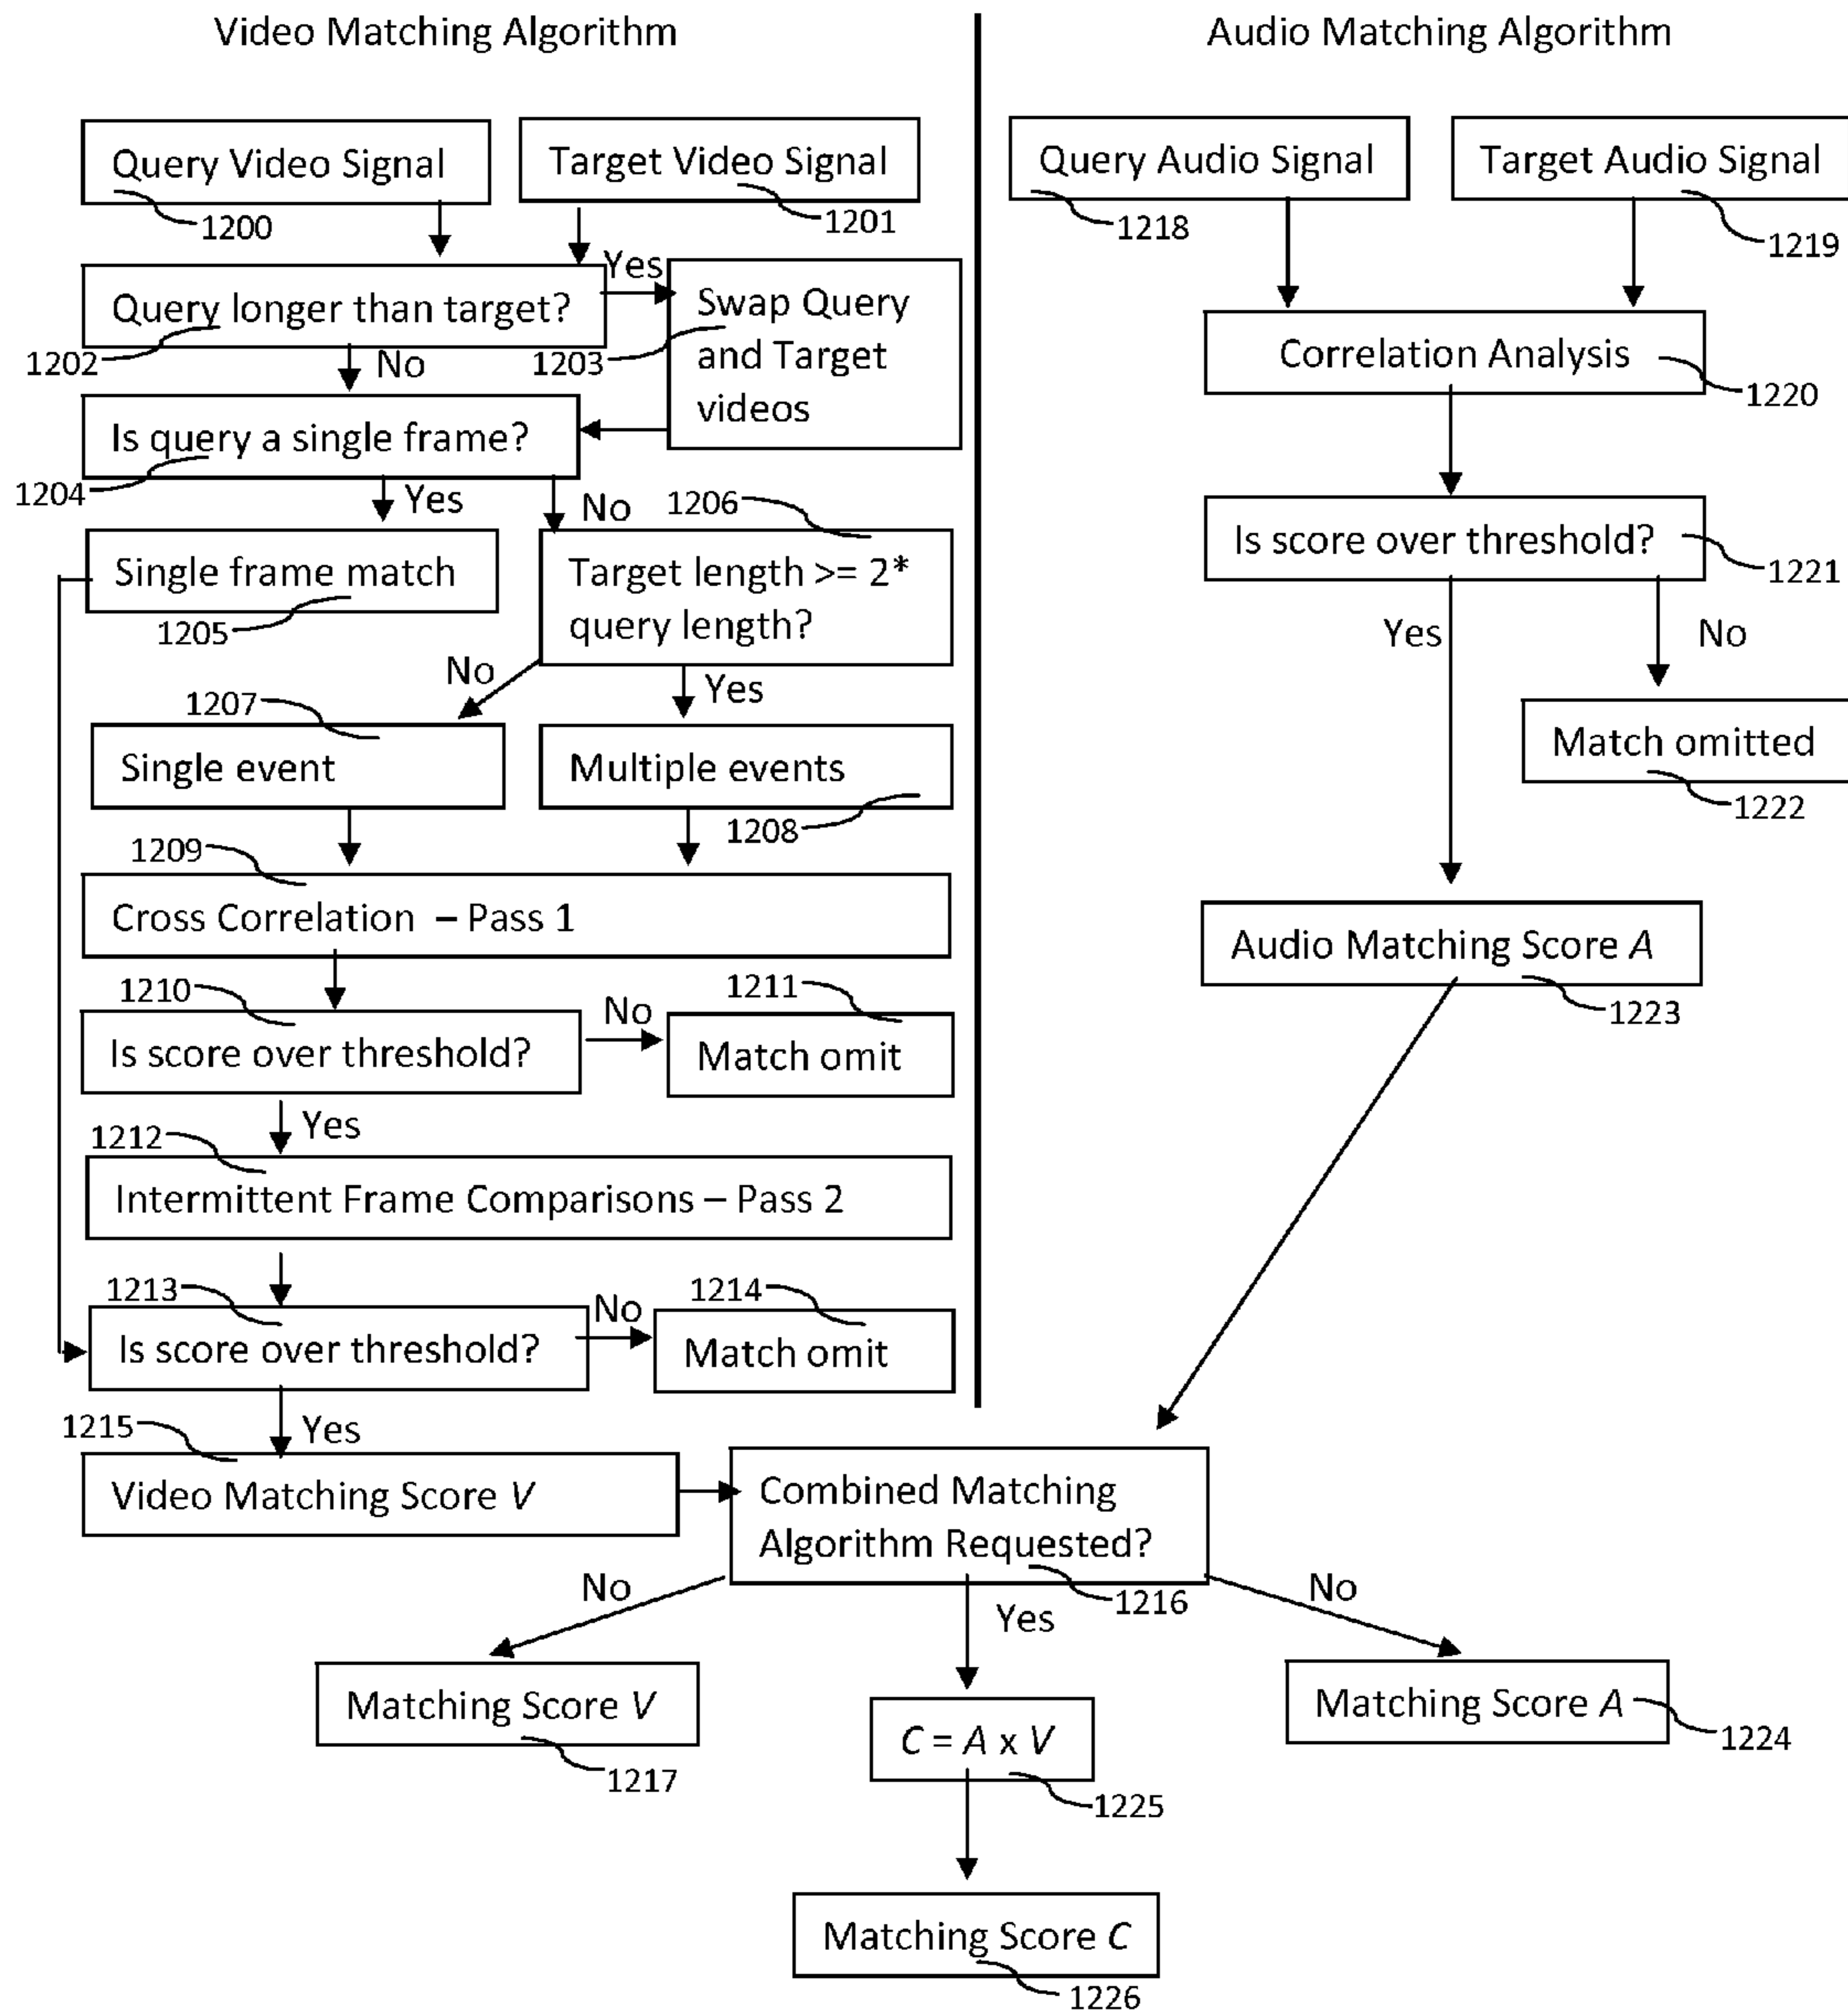 Video Matching Algorithm
Audio Matching Algorithm
Query Video Signal
1200
Target Video Signal
1201
Query longer than target?
1202
Yes
Swap Query
and Target
videos
1203
No
Is query a single frame?
1204
Yes
No
Single frame match
1205
1206
Target length >= 2*
query length?
No
Yes
1207
Single event
Multiple events
1208
1209
Cross Correlation – Pass 1
1210
Is score over threshold?
No
1211
Match omit
Yes
1212
Intermittent Frame Comparisons – Pass 2
1213
Is score over threshold?
No
1214
Match omit
Yes
1215
Video Matching Score V
Query Audio Signal
1218
Target Audio Signal
1219
Correlation Analysis
1220
Is score over threshold?
1221
Yes
No
Match omitted
1222
Audio Matching Score A
1223
Combined Matching
Algorithm Requested?
1216
No
Yes
No
Matching Score V
1217
C = A x V
1225
Matching Score A
1224
Matching Score C
1226